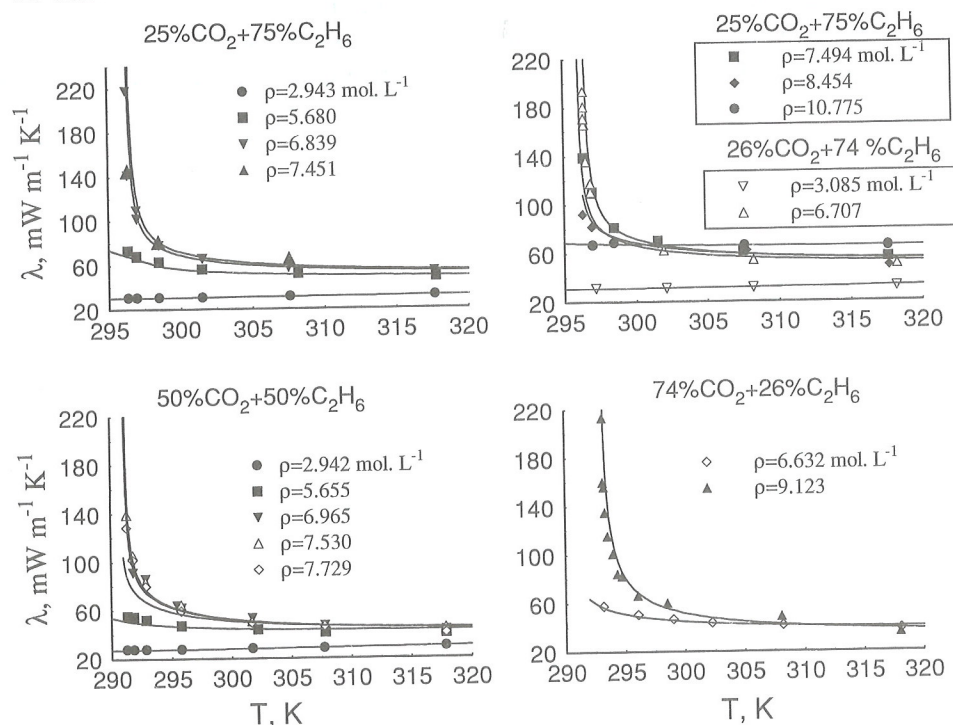 25%CO₂+75%C₂H₆
λ, mW m⁻¹ K⁻¹
220
180
140
100
60
20
ρ=2.943 mol. L⁻¹
ρ=5.680
ρ=6.839
ρ=7.451
295 300 305 310 315 320
25%CO₂+75%C₂H₆
220
180
140
100
60
20
ρ=7.494 mol L⁻¹
ρ=8.454
ρ=10.775
26%CO₂+74 %C₂H₆
ρ=3.085 mol. L⁻¹
ρ=6.707
295 300 305 310 315 320
50%CO₂+50%C₂H₆
λ, mW m⁻¹ K⁻¹
220
180
140
100
60
20
ρ=2.942 mol. L⁻¹
ρ=5.655
ρ=6.965
ρ=7.530
ρ=7.729
290 295 300 305 310 315 320
T, K
74%CO₂+26%C₂H₆
220
180
140
100
60
20
ρ=6.632 mol L⁻¹
ρ=9.123
290 295 300 305 310 315 320
T, K